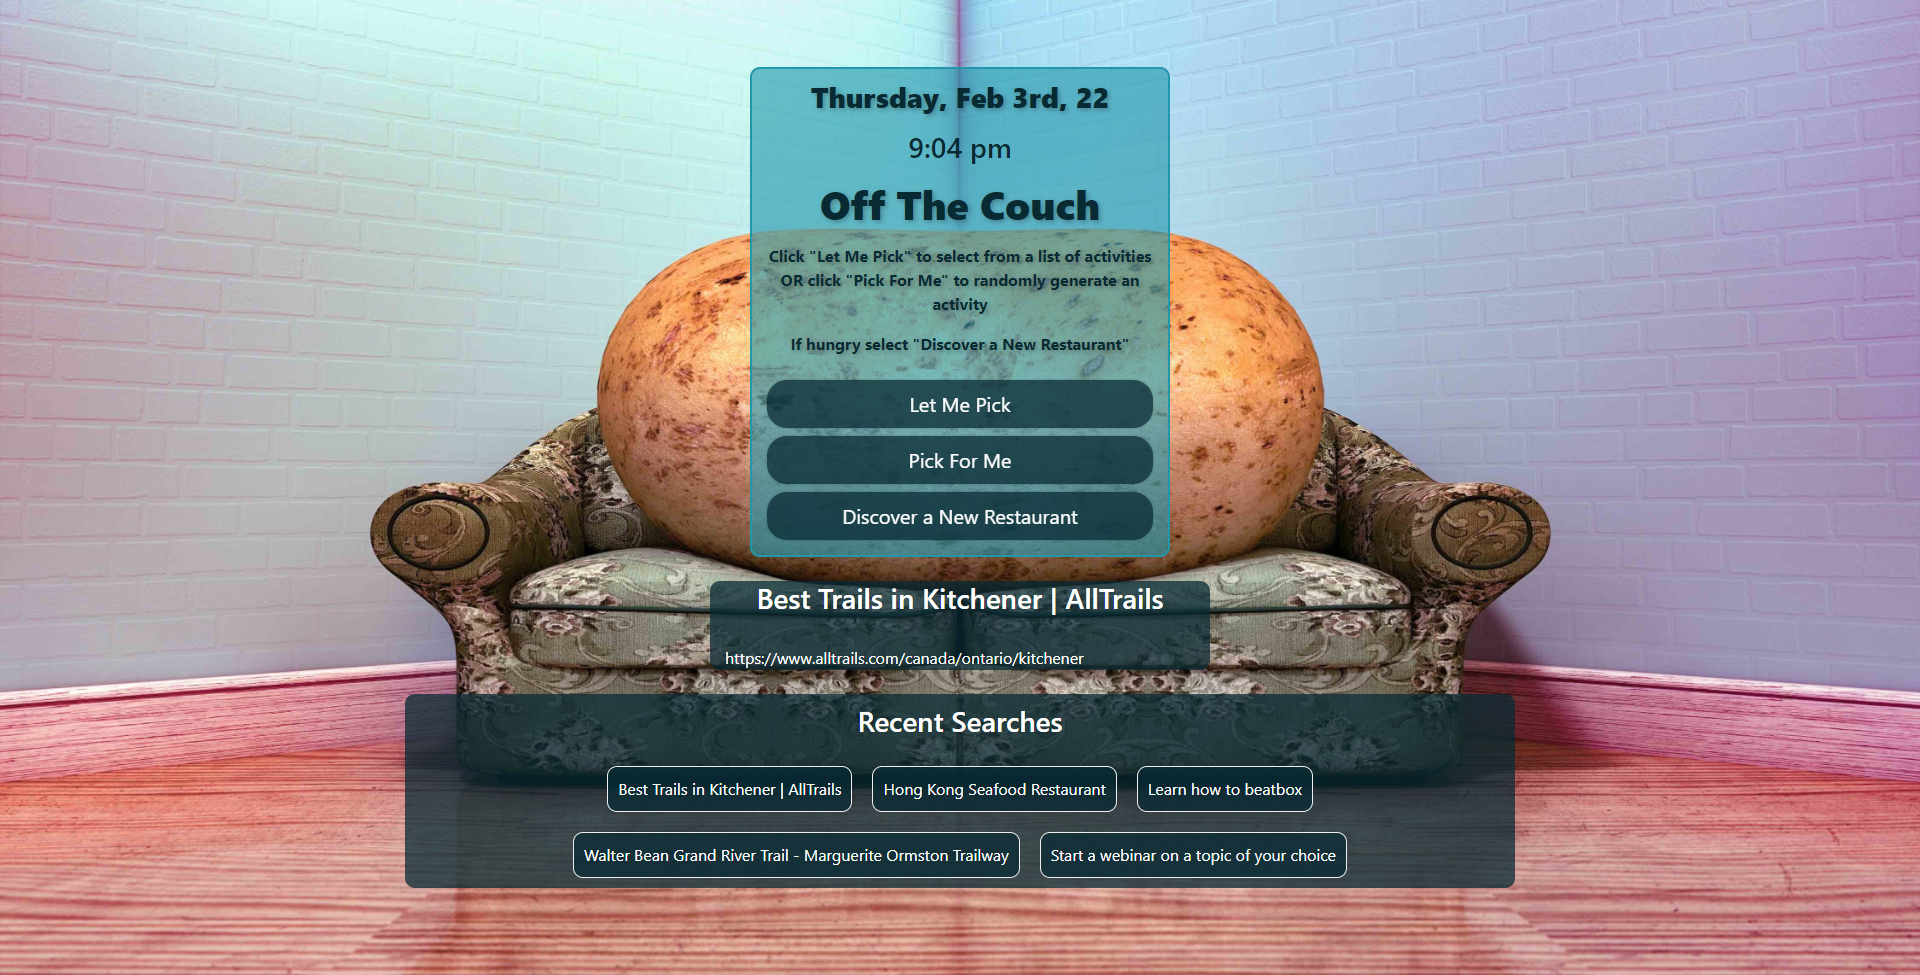 Thursday, Feb 3rd, 22
9:04 pm
Off The Couch
Click "Let Me Pick" to select from a list of activities
OR click "Pick For Me" to randomly generate an
activity
If hungry select "Discover a New Restaurant"
Let Me Pick
Pick For Me
Discover a New Restaurant
Best Trails in Kitchener | AllTrails
https://www.alltrails.com/canada/ontario/kitchener
Recent Searches
Best Trails in Kitchener | AllTrails
Hong Kong Seafood Restaurant
Learn how to beatbox
Walter Bean Grand River Trail - Marguerite Ormston Trailway
Start a webinar on a topic of your choice